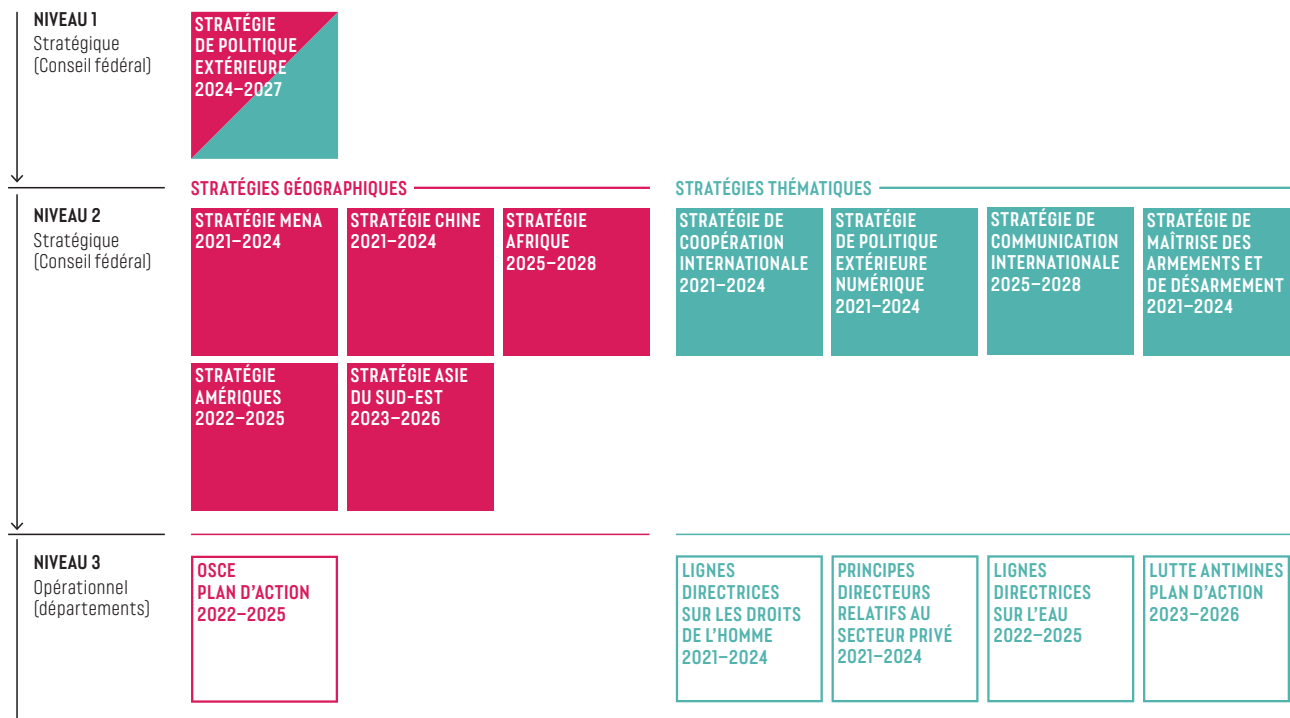 NIVEAU 1
Stratégique
(Conseil fédéral)
STRATÉGIE
DE POLITIQUE
EXTÉRIEURE
2024–2027
STRATÉGIES GÉOGRAPHIQUES
STRATÉGIES THÉMATIQUES
NIVEAU 2
Stratégique
(Conseil fédéral)
STRATÉGIE MENA
2021–2024
STRATÉGIE CHINE
2021–2024
STRATÉGIE
AFRIQUE
2025–2028
STRATÉGIE DE
COOPÉRATION
INTERNATIONALE
2021–2024
STRATÉGIE
DE POLITIQUE
EXTÉRIEURE
NUMÉRIQUE
2021–2024
STRATÉGIE DE
COMMUNICATION
INTERNATIONALE
2025–2028
STRATÉGIE DE
MAÎTRISE DES
ARMEMENTS ET
DE DÉSARMEMENT
2021–2024
STRATÉGIE
AMÉRIQUES
2022–2025
STRATÉGIE ASIE
DU SUD-EST
2023–2026
NIVEAU 3
Opérationnel
(départements)
OSCE
PLAN D’ACTION
2022–2025
LIGNES
DIRECTRICES
SUR LES DROITS
DE L’HOMME
2021–2024
PRINCIPES
DIRECTEURS
RELATIFS AU
SECTEUR PRIVÉ
2021–2024
LIGNES
DIRECTRICES
SUR L’EAU
2022–2025
LUTTE ANTIMINES
PLAN D’ACTION
2023–2026